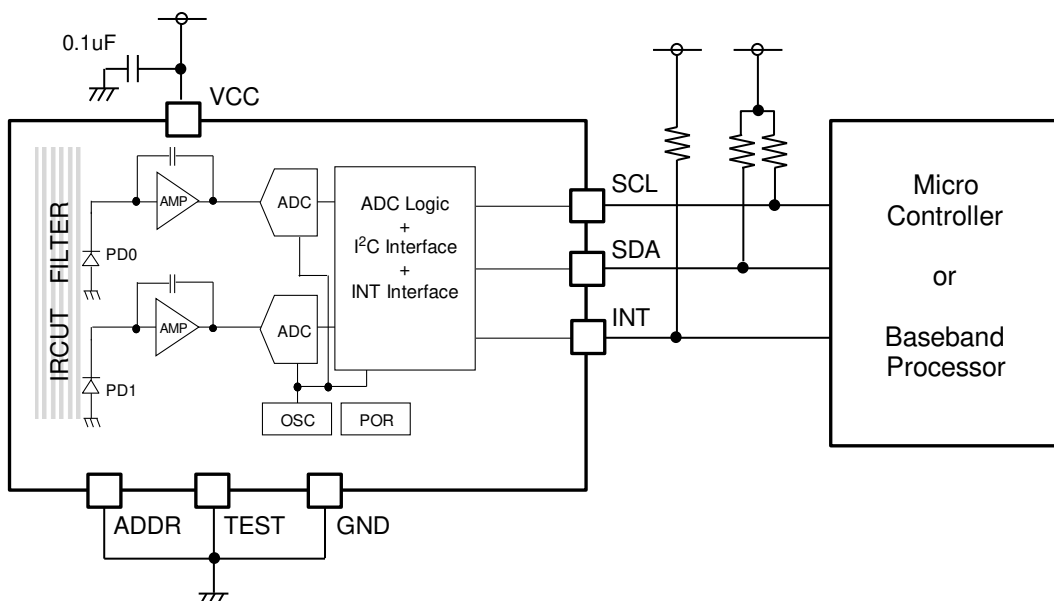 0.1uF
VCC
IRCUT FILTER
AMP
ADC
PD0
AMP
ADC
PD1
ADC Logic
+
I²C Interface
+
INT Interface
OSC
POR
SCL
SDA
INT
Micro
Controller
or
Baseband
Processor
ADDR
TEST
GND